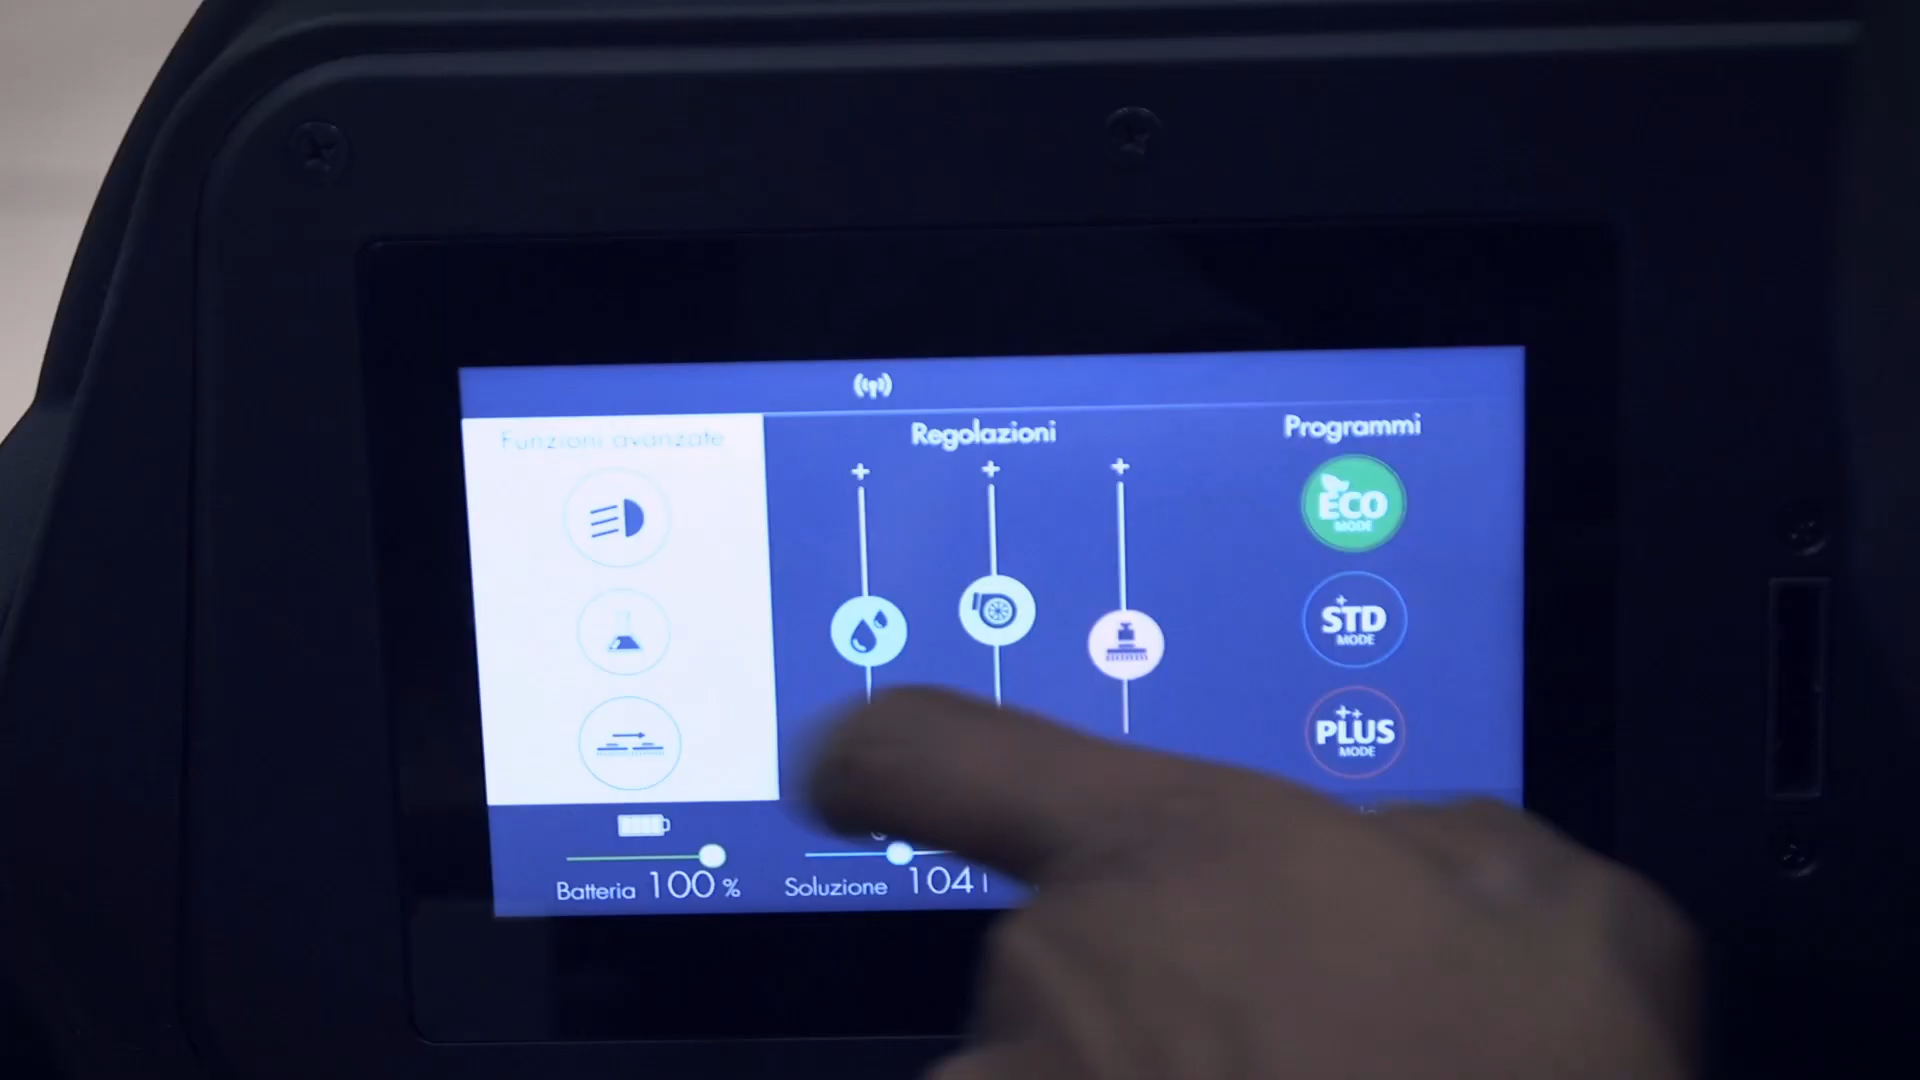 Funzioni avanzate
Regolazioni
Programmi
+ + +
ECO
MODE
+
STD
MODE
++
PLUS
MODE
Batteria 100 %
Soluzione 104 l